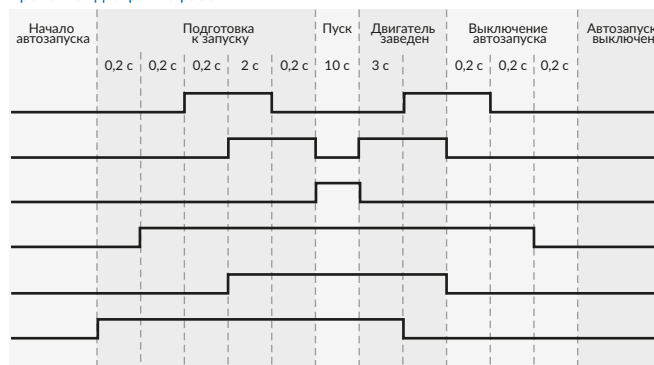 Начало
автозапуска
Подготовка
к запуску
Пуск
Двигатель
заведен
Выключение
автозапуска
Автозапуск
выключен
0,2 с 0,2 с 0,2 с 2 с 0,2 с 10 с 3 с 0,2 с 0,2 с 0,2 с